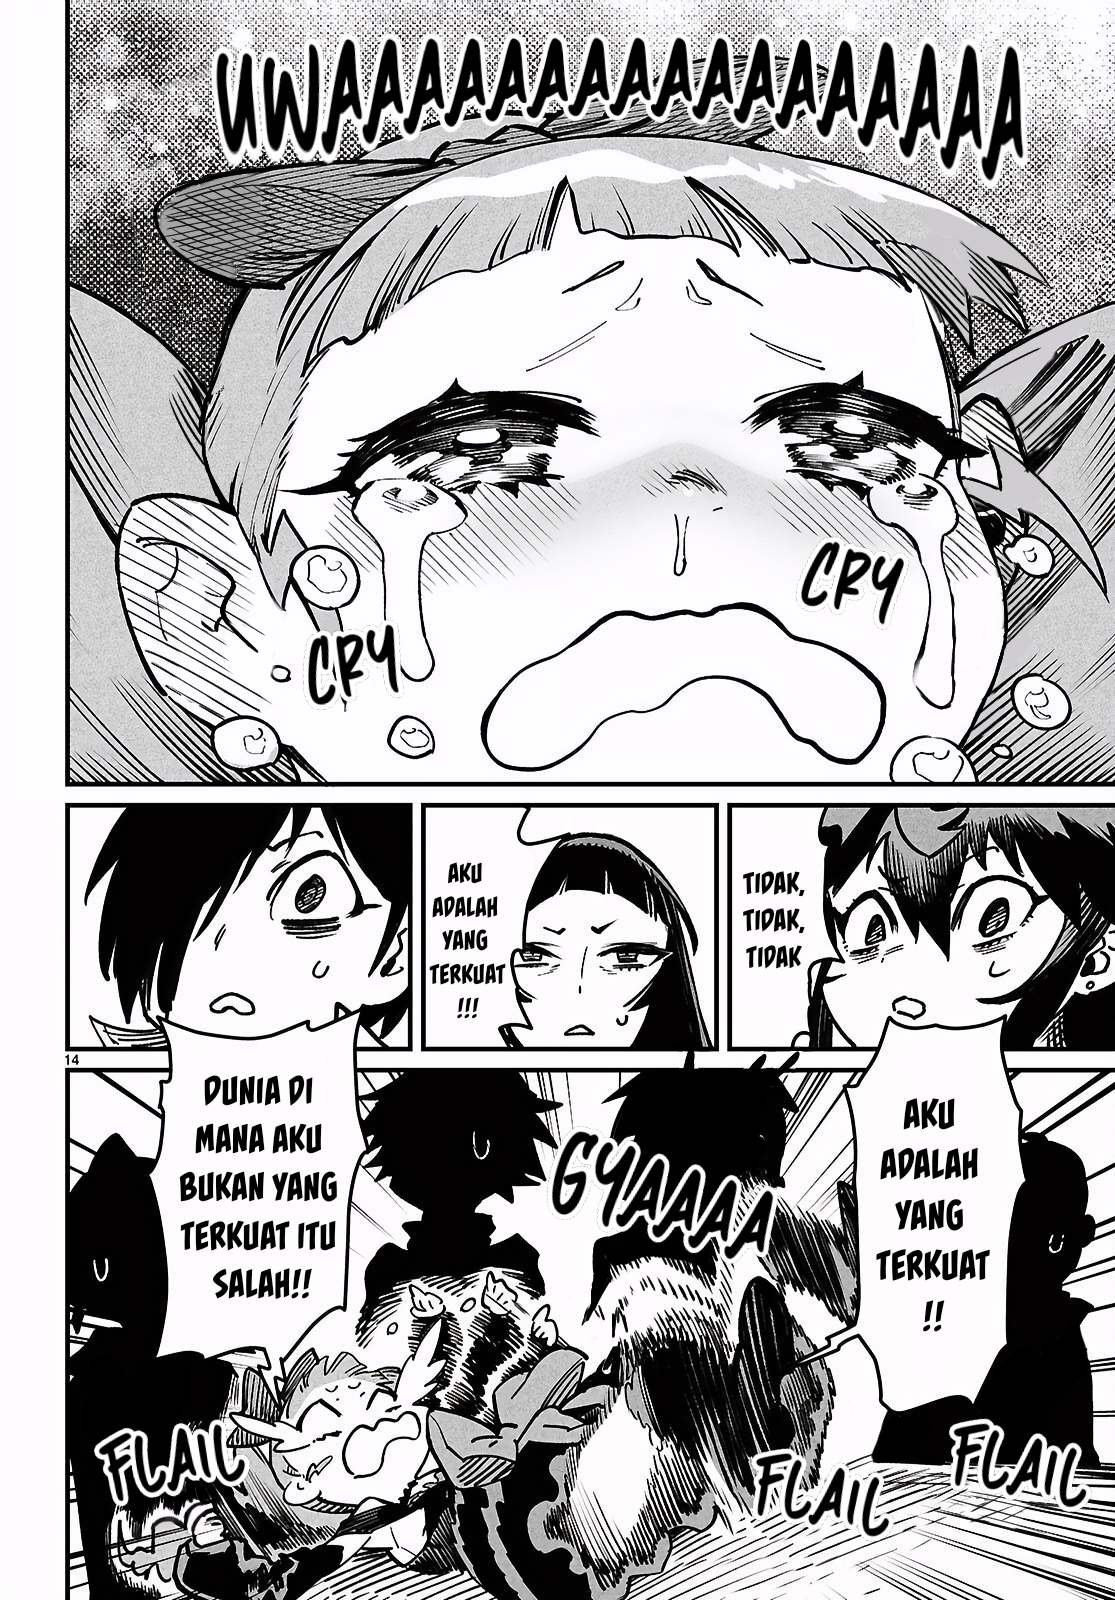 UWAAAAAAAAAAAAAAAAA
CRY
CRY
TIDAK,
TIDAK,
TIDAK
AKU
ADALAH
YANG
TERKUAT
!!!
14
AKU
ADALAH
YANG
TERKUAT
!!
GYAAAA
DUNIA DI
MANA AKU
BUKAN YANG
TERKUAT ITU
SALAH!!
FLAIL
FLAIL
FLAIL